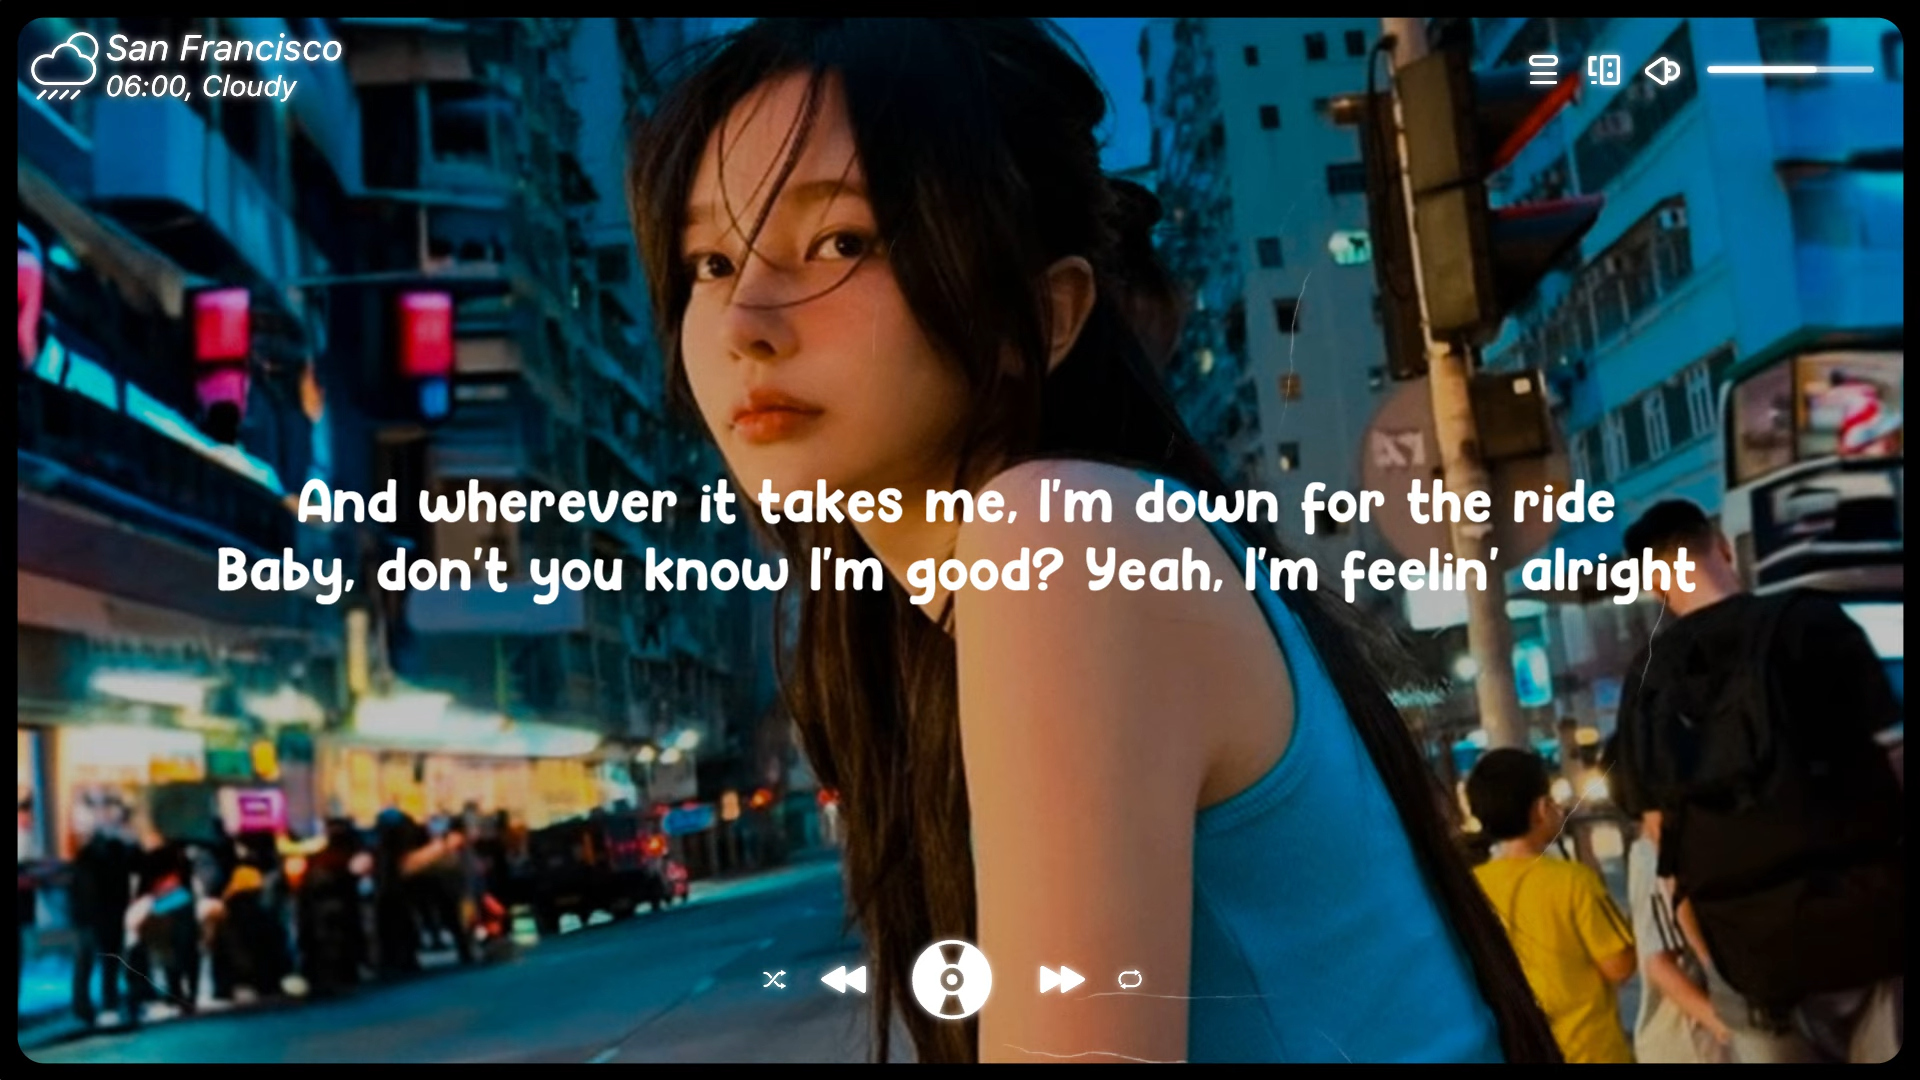 San Francisco
06:00, Cloudy
And wherever it takes me, I'm down for the ride
Baby, don't you know I'm good? Yeah, I'm feelin' alright